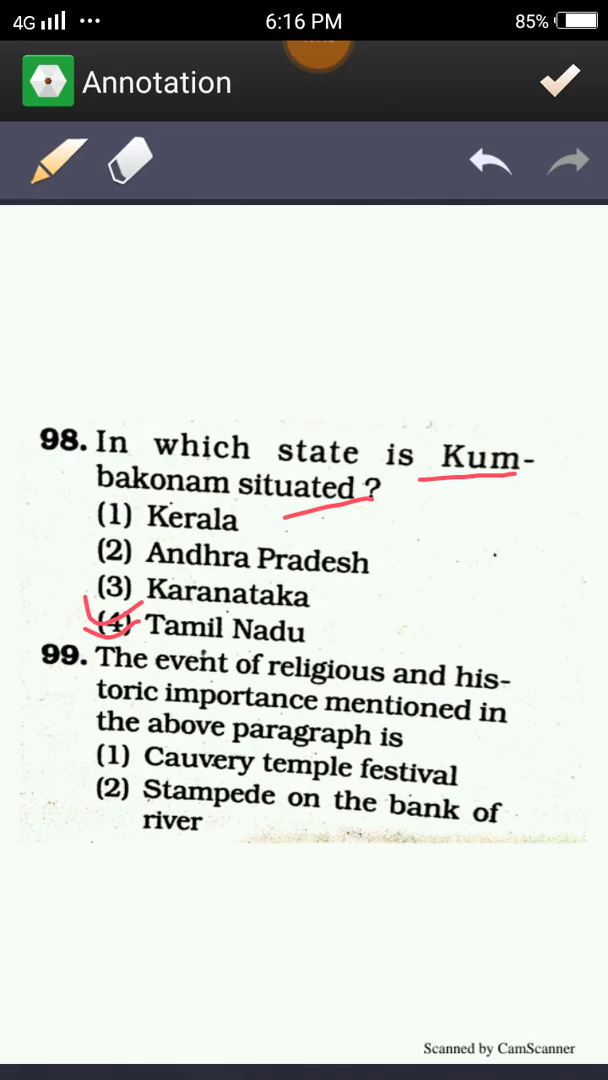 4G
6:16 PM
85%
Annotation
98. In which state is Kum-
bakonam situated ?
(1) Kerala
(2) Andhra Pradesh
(3) Karanataka
(4) Tamil Nadu
99. The event of religious and his-
toric importance mentioned in
the above paragraph is
(1) Cauvery temple festival
(2) Stampede on the bank of
river
Scanned by CamScanner